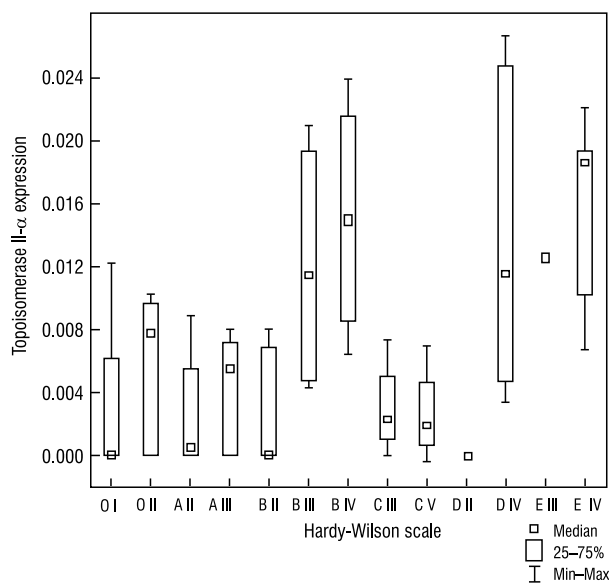 Topoisomerase II-α expression
0.024
0.020
0.016
0.012
0.008
0.004
0.000
O I O II A II A III B II B III B IV C III C V D II D IV E III E IV
Hardy-Wilson scale
Median
25–75%
Min–Max